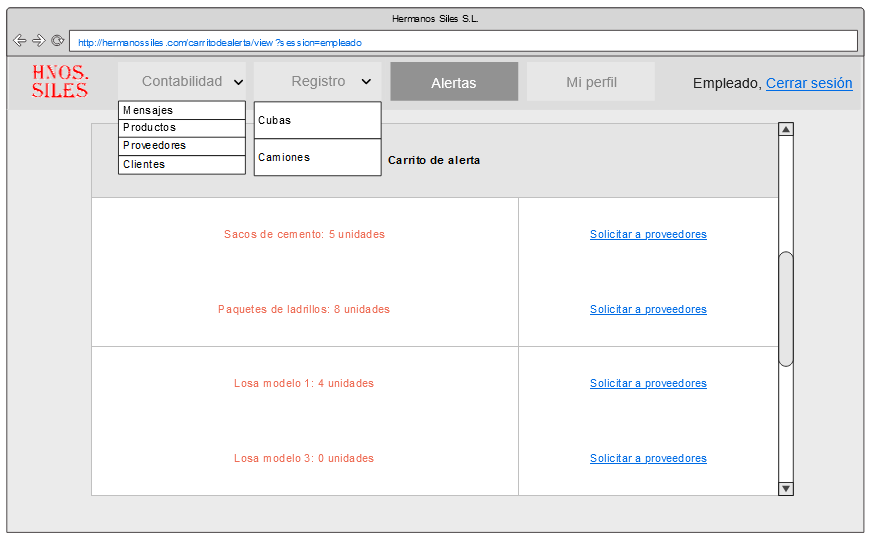 Hermanos Siles S.L.
http://hermanossiles.com/carritodealerta/view?session=empleado
HNOS.
SILES
Contabilidad
Registro
Alertas
Mi perfil
Empleado, Cerrar sesión
Mensajes
Productos
Proveedores
Clientes
Cubas
Camiones
Carrito de alerta
Sacos de cemento: 5 unidades
Solicitar a proveedores
Paquetes de ladrillos: 8 unidades
Solicitar a proveedores
Losa modelo 1: 4 unidades
Solicitar a proveedores
Losa modelo 3: 0 unidades
Solicitar a proveedores